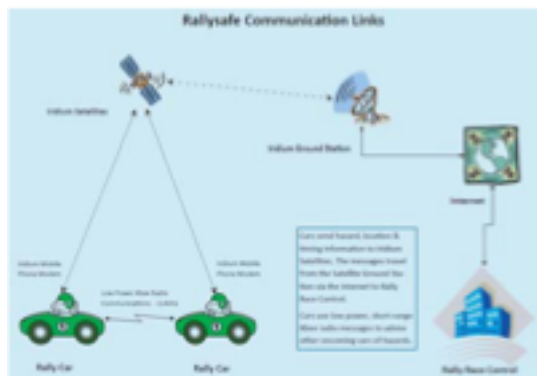 Rallysafe Communication Links
Iridium Satellites
Iridium Ground Station
Internet
Cars send hazard, location &
timing information to Iridium
Satellites. The messages travel
from the Satellite Ground Sta-
tion via the Internet to Rally
Race Control.
Cars use low power, short range
radio messages to advise
other oncoming cars of hazards.
Iridium Mobile
Phone Modem
Iridium Mobile
Phone Modem
Low Power Radio
Communications
Rally Car
Rally Car
Rally Race Control